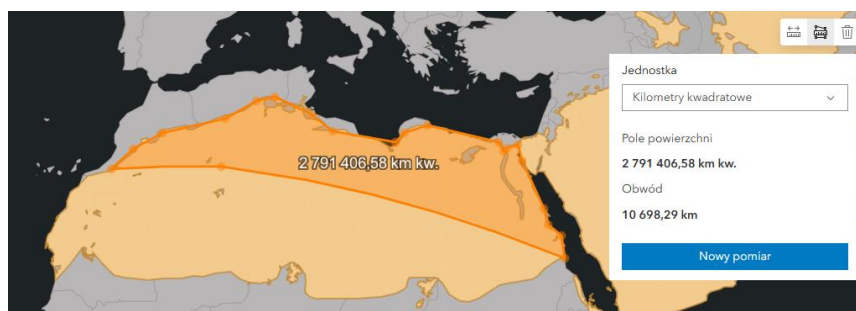 Jednostka
Kilometry kwadratowe
Pole powierzchni
2 791 406,58 km kw.
2 791 406,58 km kw.
Obwód
10 698,29 km
Nowy pomiar